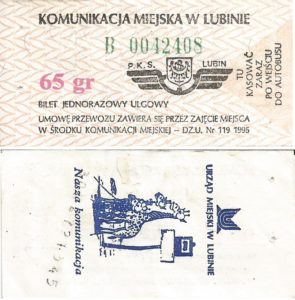 KOMUNIKACJA MIEJSKA W LUBINIE
B 0042408
65 gr
P.K.S. LUBIN
BILET JEDNORAZOWY ULGOWY
UMOWĘ PRZEWOZU ZAWIERA SIĘ PRZEZ ZAJĘCIE MIEJSCA
W ŚRODKU KOMUNIKACJI MIEJSKIEJ – DZ.U. Nr 119 1995
TU
KASOWAĆ
ZARAZ
PO WEJŚCIU
DO AUTOBUSU
Nasza komunikacja
URZĄD MIEJSKI W LUBINIE